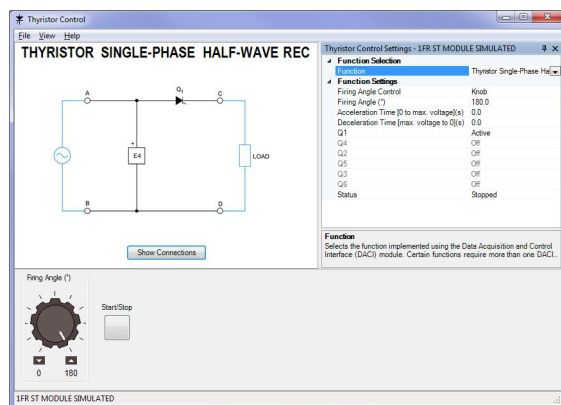 Thyristor Control
File View Help
THYRISTOR SINGLE-PHASE HALF-WAVE REC
A
Q1
C
+
E4
LOAD
B
D
Show Connections
Thyristor Control Settings - 1FR ST MODULE SIMULATED
Function Selection
Function Thyristor Single-Phase Ha
Function Settings
Firing Angle Control Knob
Firing Angle (°) 180.0
Acceleration Time [0 to max. voltage](s) 0.0
Deceleration Time [max. voltage to 0](s) 0.0
Q1 Active
Q4 Off
Q2 Off
Q5 Off
Q3 Off
Q6 Off
Status Stopped
Function
Selects the function implemented using the Data Acquisition and Control
Interface (DACI) module. Certain functions require more than one DACI...
Firing Angle (°)
0 180
Start/Stop
1FR ST MODULE SIMULATED